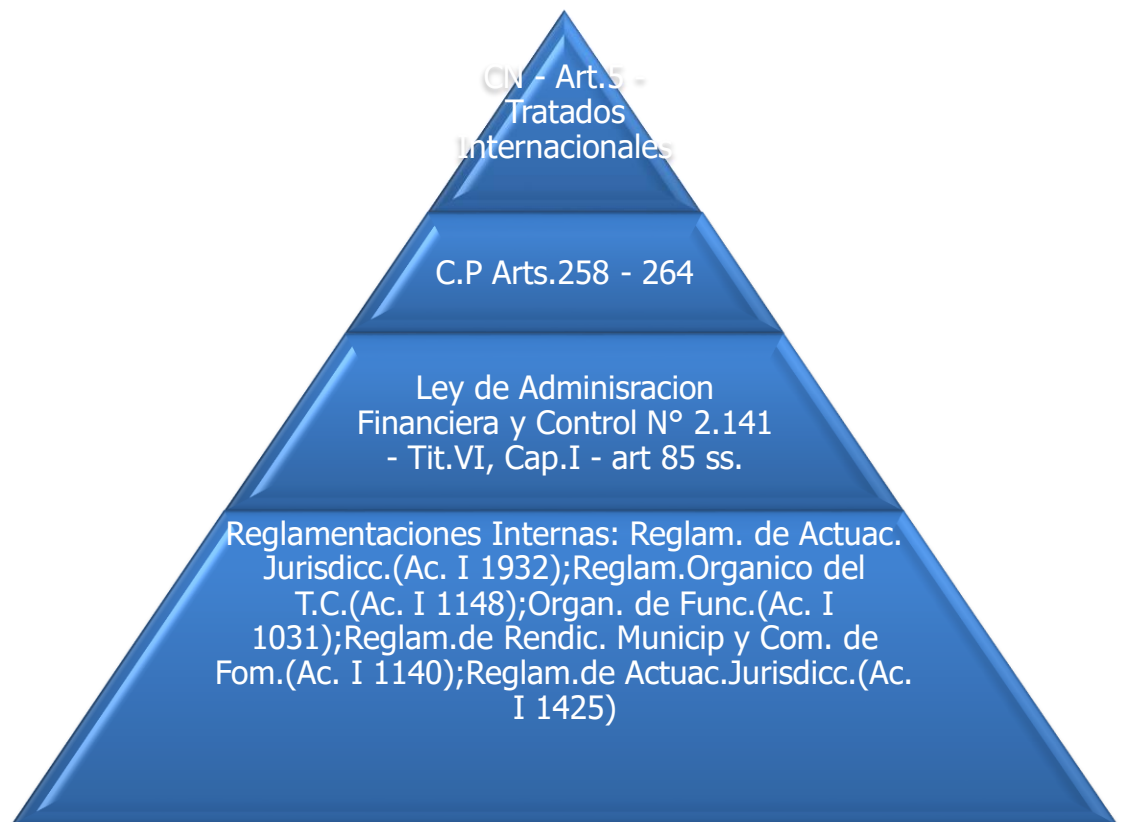 CN - Art.5 -
Tratados
Internacionales
C.P Arts.258 - 264
Ley de Adminisracion
Financiera y Control N° 2.141
- Tit.VI, Cap.I - art 85 ss.
Reglamentaciones Internas: Reglam. de Actuac.
Jurisdicc.(Ac. I 1932);Reglam.Organico del
T.C.(Ac. I 1148);Organ. de Func.(Ac. I
1031);Reglam.de Rendic. Municip y Com. de
Fom.(Ac. I 1140);Reglam.de Actuac.Jurisdicc.(Ac.
I 1425)